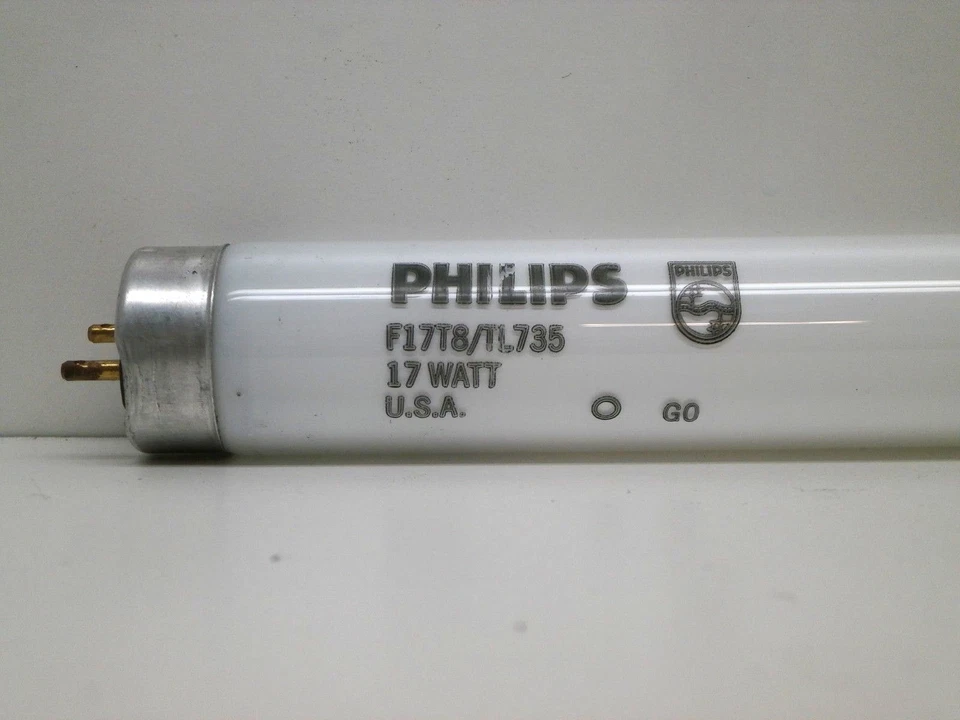 PHILIPS
PHILIPS
F17T8/TL735
17 WATT
U.S.A. O GO